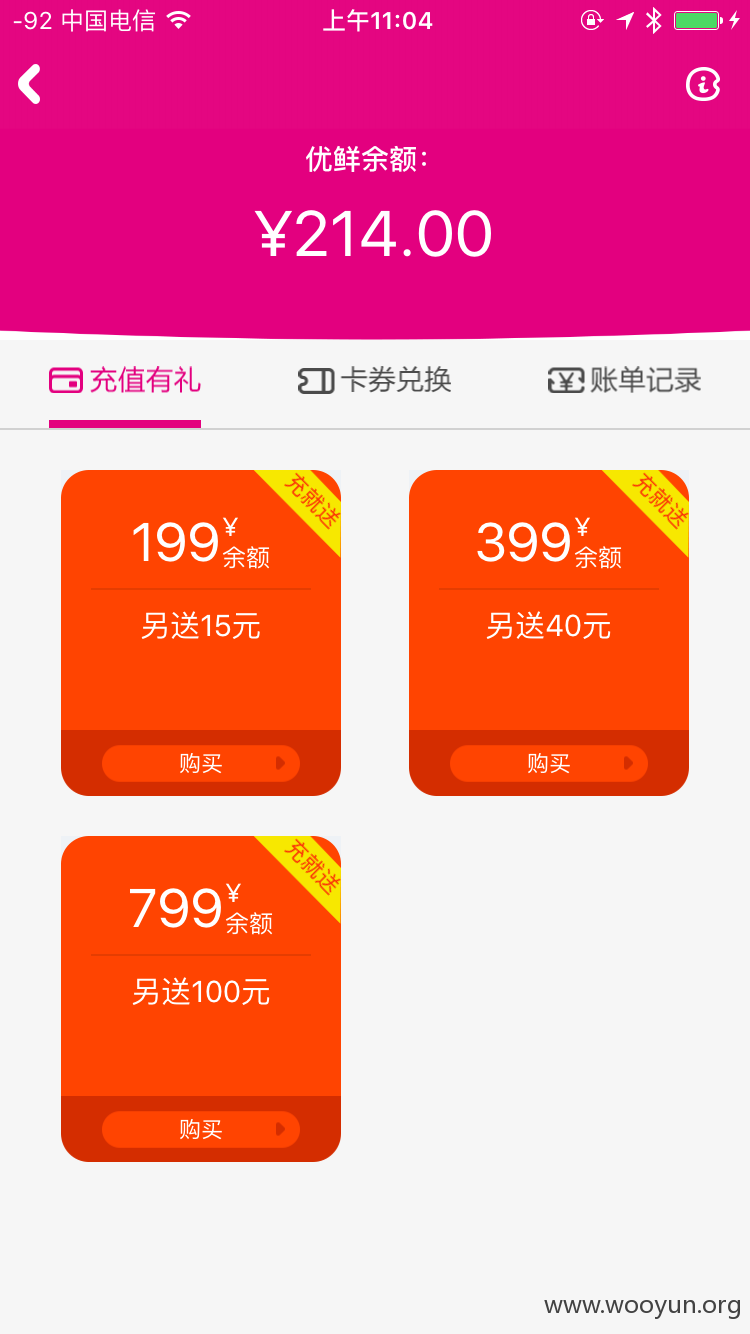 -92 中国电信 上午11:04
优鲜余额：
¥214.00
充值有礼 卡券兑换 账单记录
充就送
199¥余额
另送15元
购买
充就送
399¥余额
另送40元
购买
充就送
799¥余额
另送100元
购买
www.wooyun.org